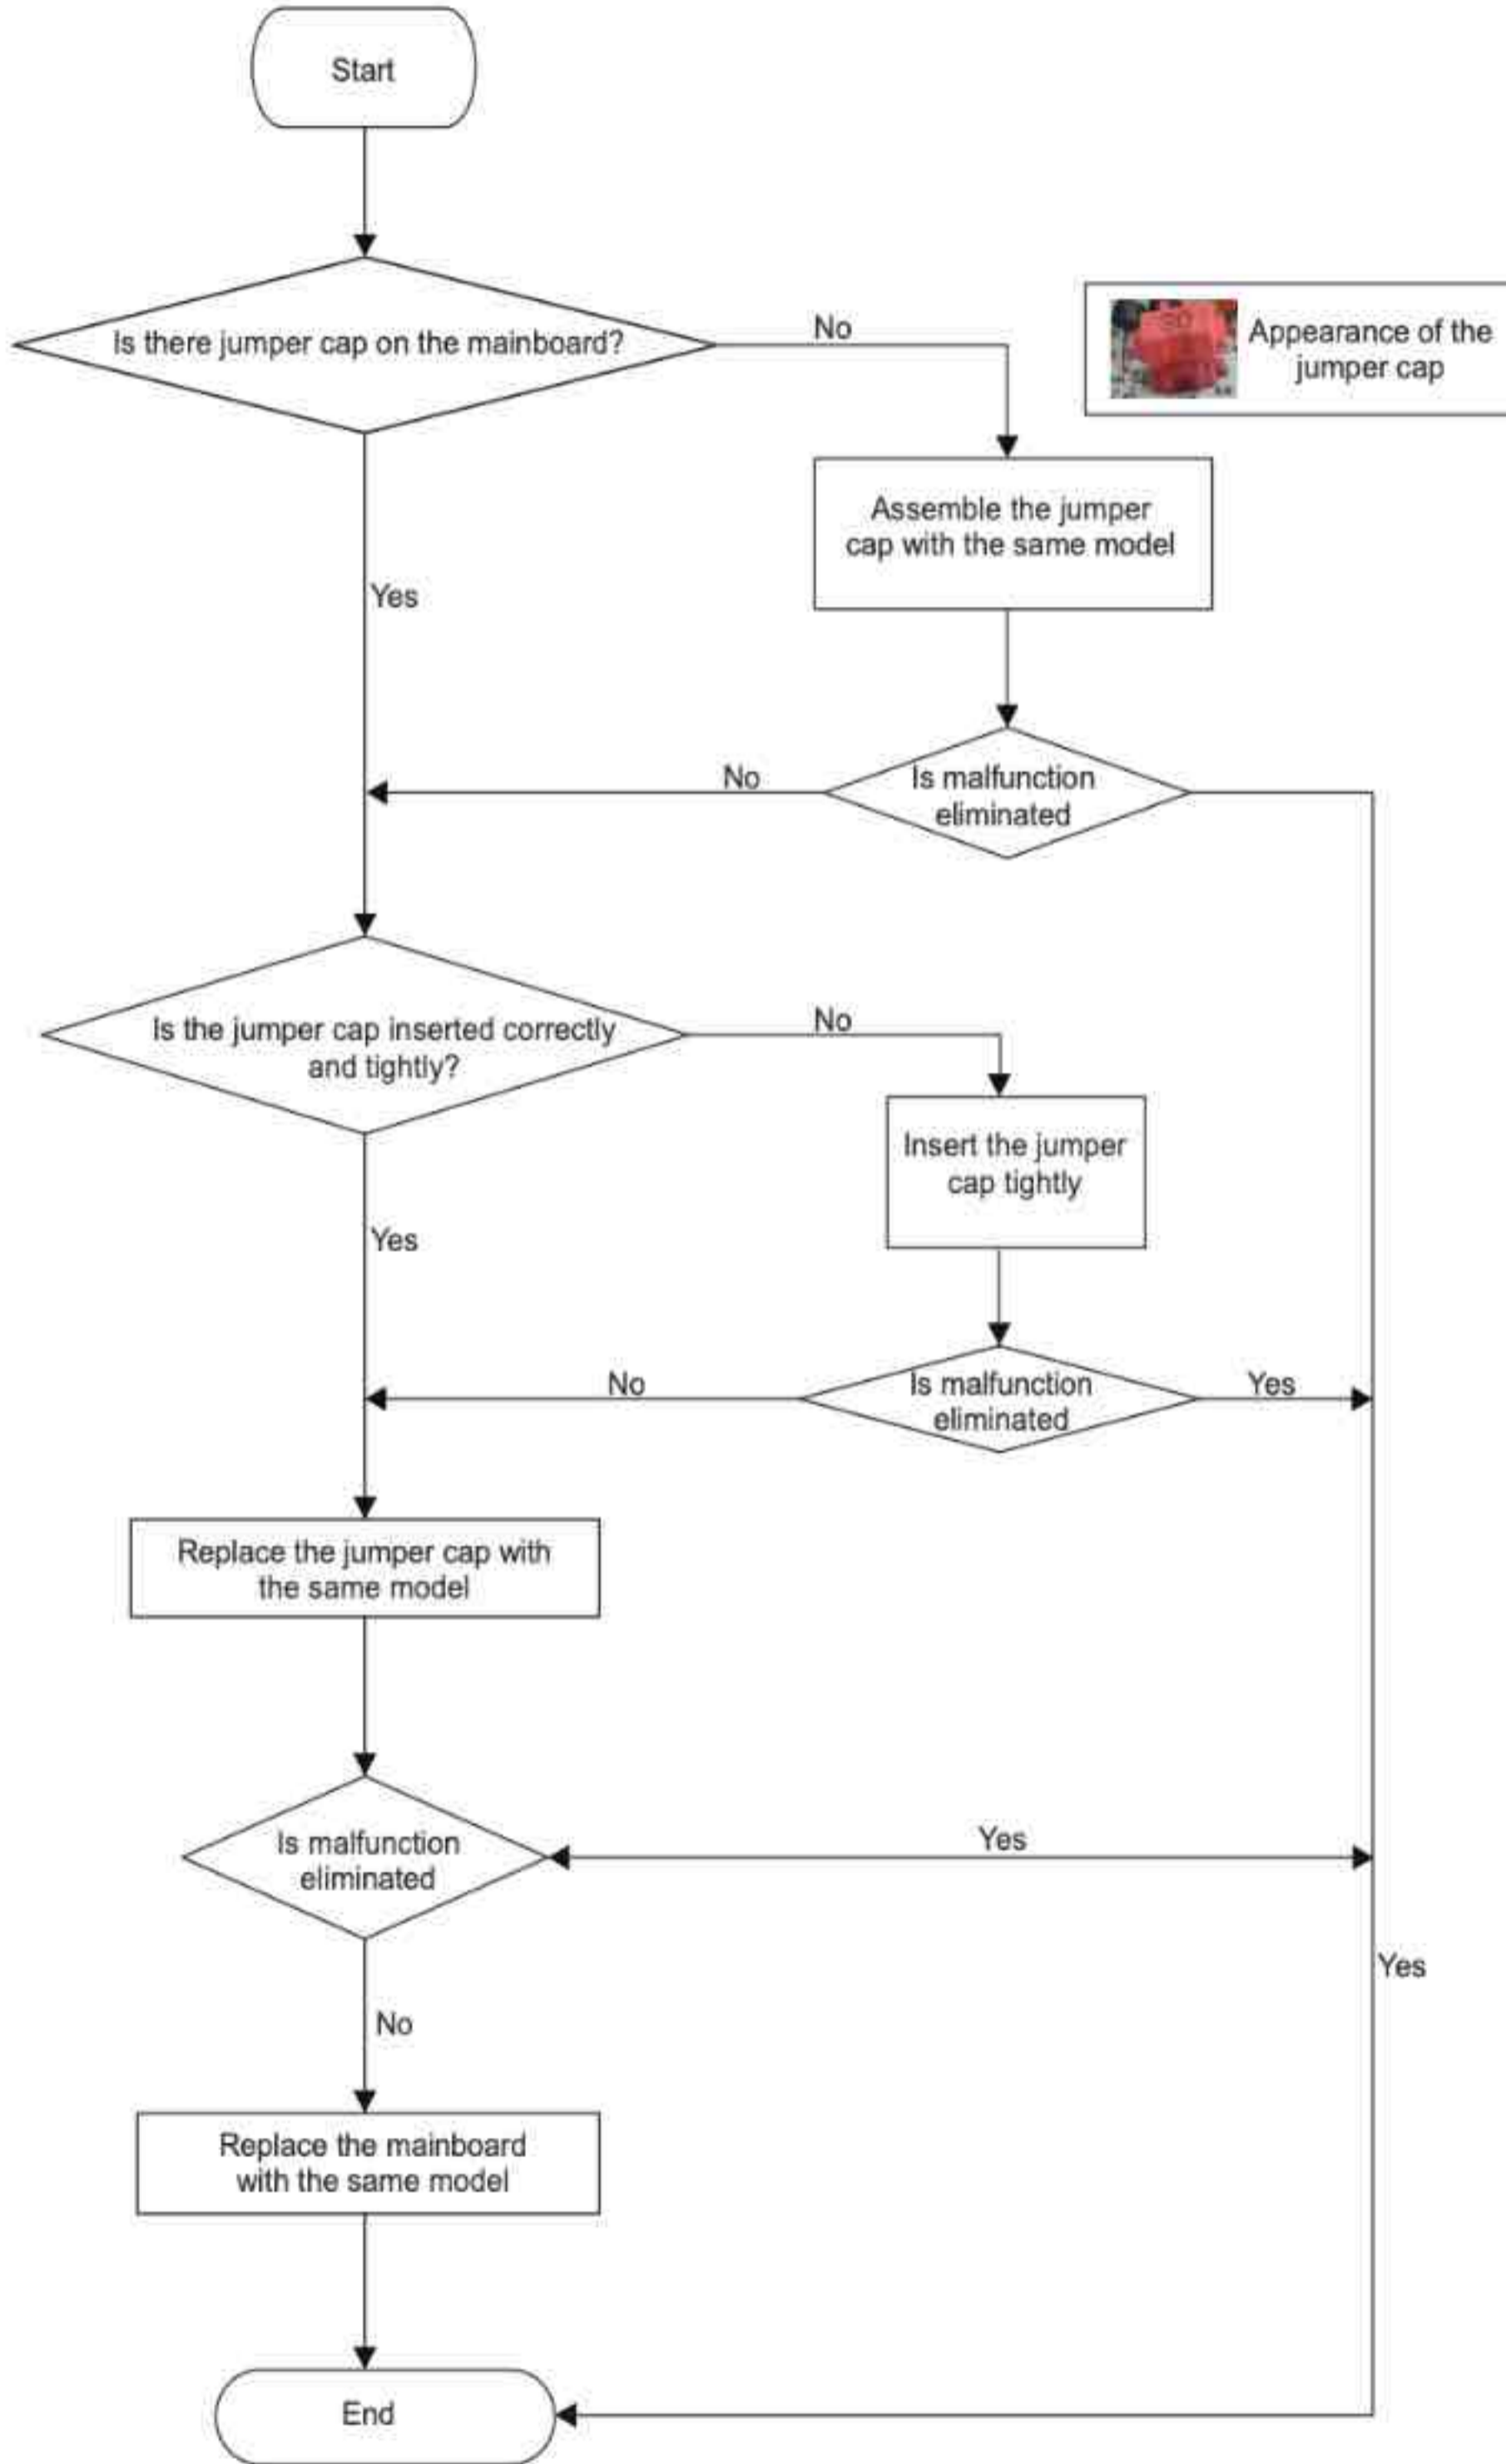 Start
Is there jumper cap on the mainboard?
No
Appearance of the
jumper cap
Assemble the jumper
cap with the same model
Yes
No
Is malfunction
eliminated
Is the jumper cap inserted correctly
and tightly?
No
Insert the jumper
cap tightly
Yes
No
Is malfunction
eliminated
Yes
Replace the jumper cap with
the same model
Is malfunction
eliminated
Yes
Yes
No
Replace the mainboard
with the same model
End